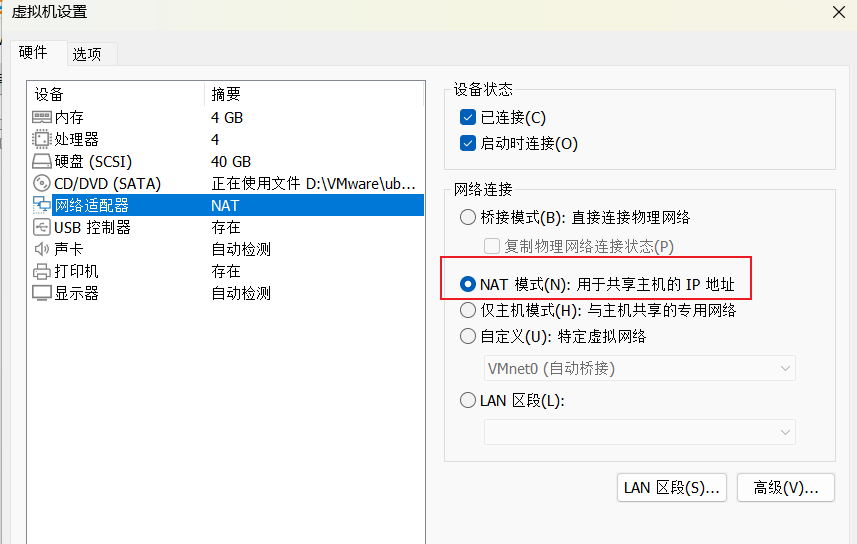 虚拟机设置
硬件 选项
设备 摘要
内存 4 GB
处理器 4
硬盘 (SCSI) 40 GB
CD/DVD (SATA) 正在使用文件 D:\VMware\ub...
网络适配器 NAT
USB 控制器 存在
声卡 自动检测
打印机 存在
显示器 自动检测
设备状态
已连接(C)
启动时连接(O)
网络连接
桥接模式(B): 直接连接物理网络
复制物理网络连接状态(P)
NAT 模式(N): 用于共享主机的 IP 地址
仅主机模式(H): 与主机共享的专用网络
自定义(U): 特定虚拟网络
VMnet0 (自动桥接)
LAN 区段(L):
LAN 区段(S)... 高级(V)...